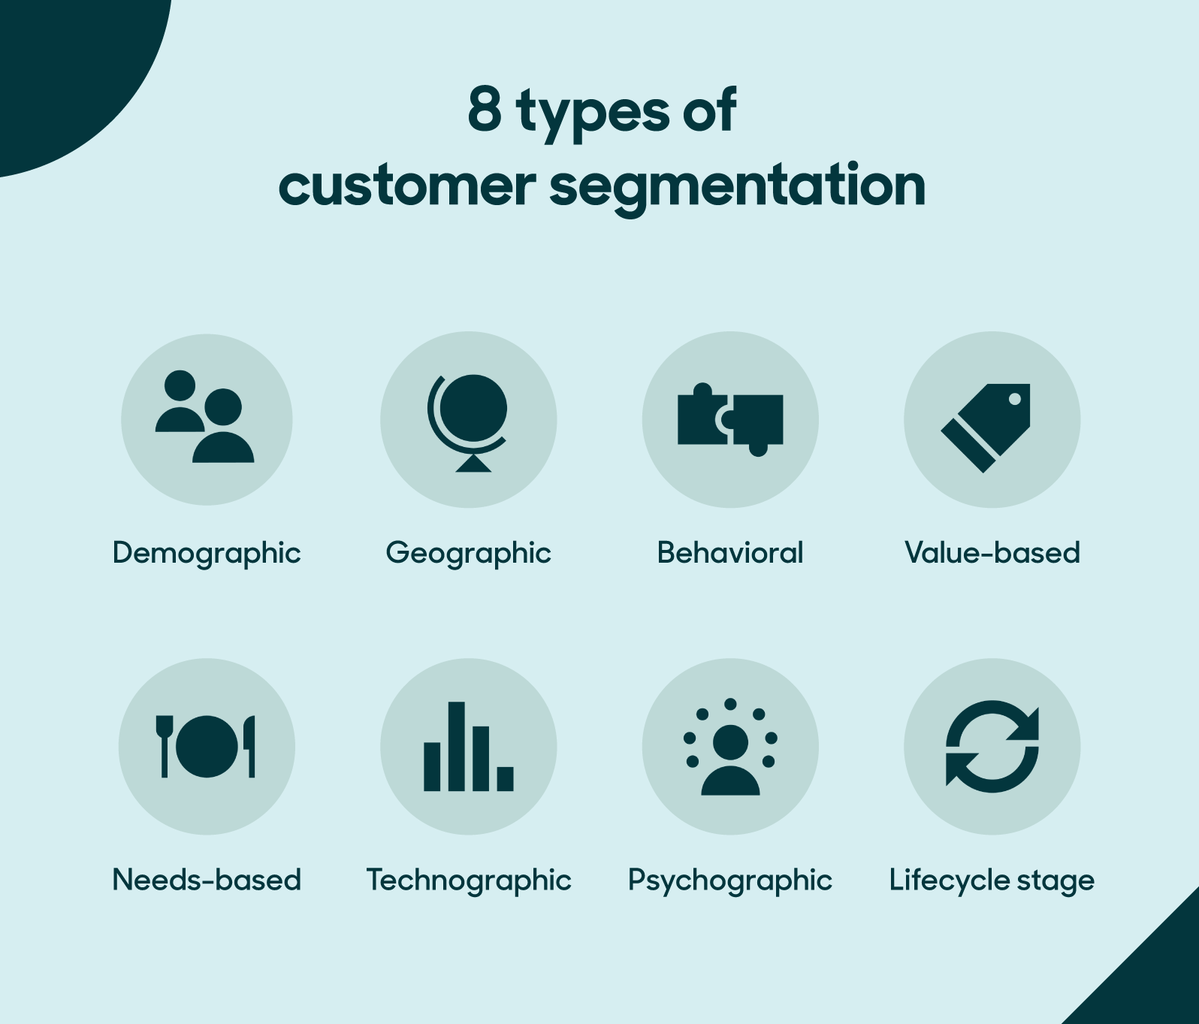 8 types of
customer segmentation
Demographic
Geographic
Behavioral
Value-based
Needs-based
Technographic
Psychographic
Lifecycle stage